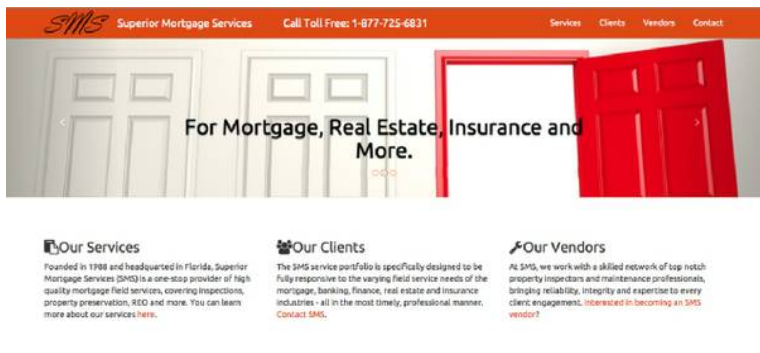 SMS Superior Mortgage Services Call Toll Free: 1-877-725-6831 Services Clients Vendors Contact
For Mortgage, Real Estate, Insurance and
More.
Our Services
Founded in 1988 and headquarted in Florida, Superior
Mortgage Services (SMS) is a one-stop provider of high
quality mortgage field services, covering inspections,
property preservation, REO and more. You can learn
more about our services here.
Our Clients
The SMS service portfolio is specifically designed to be
fully responsive to the varying field service needs of the
mortgage, banking, finance, real estate and insurance
industries - all in the most timely, professional manner.
Contact SMS.
Our Vendors
At SMS, we work with a skilled network of top notch
property inspectors and maintenance professionals,
bringing reliability, integrity and expertise to every
client engagement. Interested in becoming an SMS
vendor?